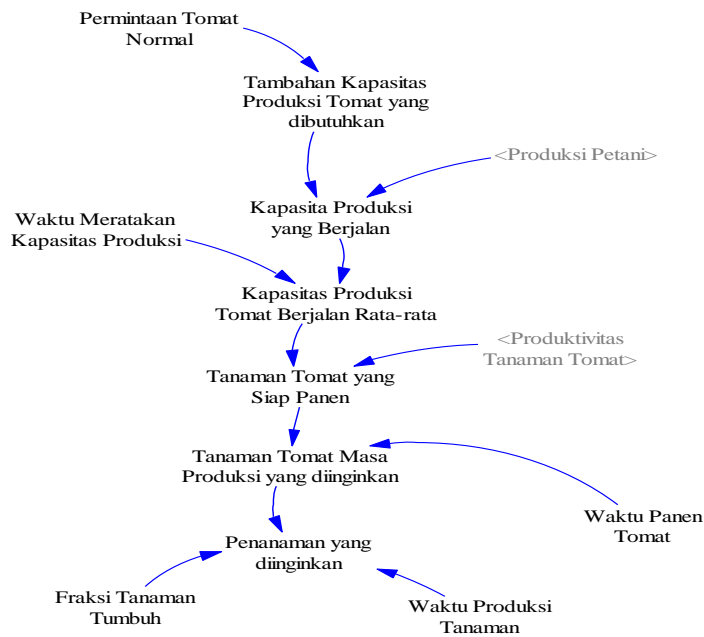 Permintaan Tomat
Normal
Tambahan Kapasitas
Produksi Tomat yang
dibutuhkan
<Produksi Petani>
Kapasita Produksi
yang Berjalan
Waktu Meratakan
Kapasitas Produksi
Kapasitas Produksi
Tomat Berjalan Rata-rata
<Produktivitas
Tanaman Tomat>
Tanaman Tomat yang
Siap Panen
Tanaman Tomat Masa
Produksi yang diinginkan
Waktu Panen
Tomat
Penanaman yang
diinginkan
Fraksi Tanaman
Tumbuh
Waktu Produksi
Tanaman